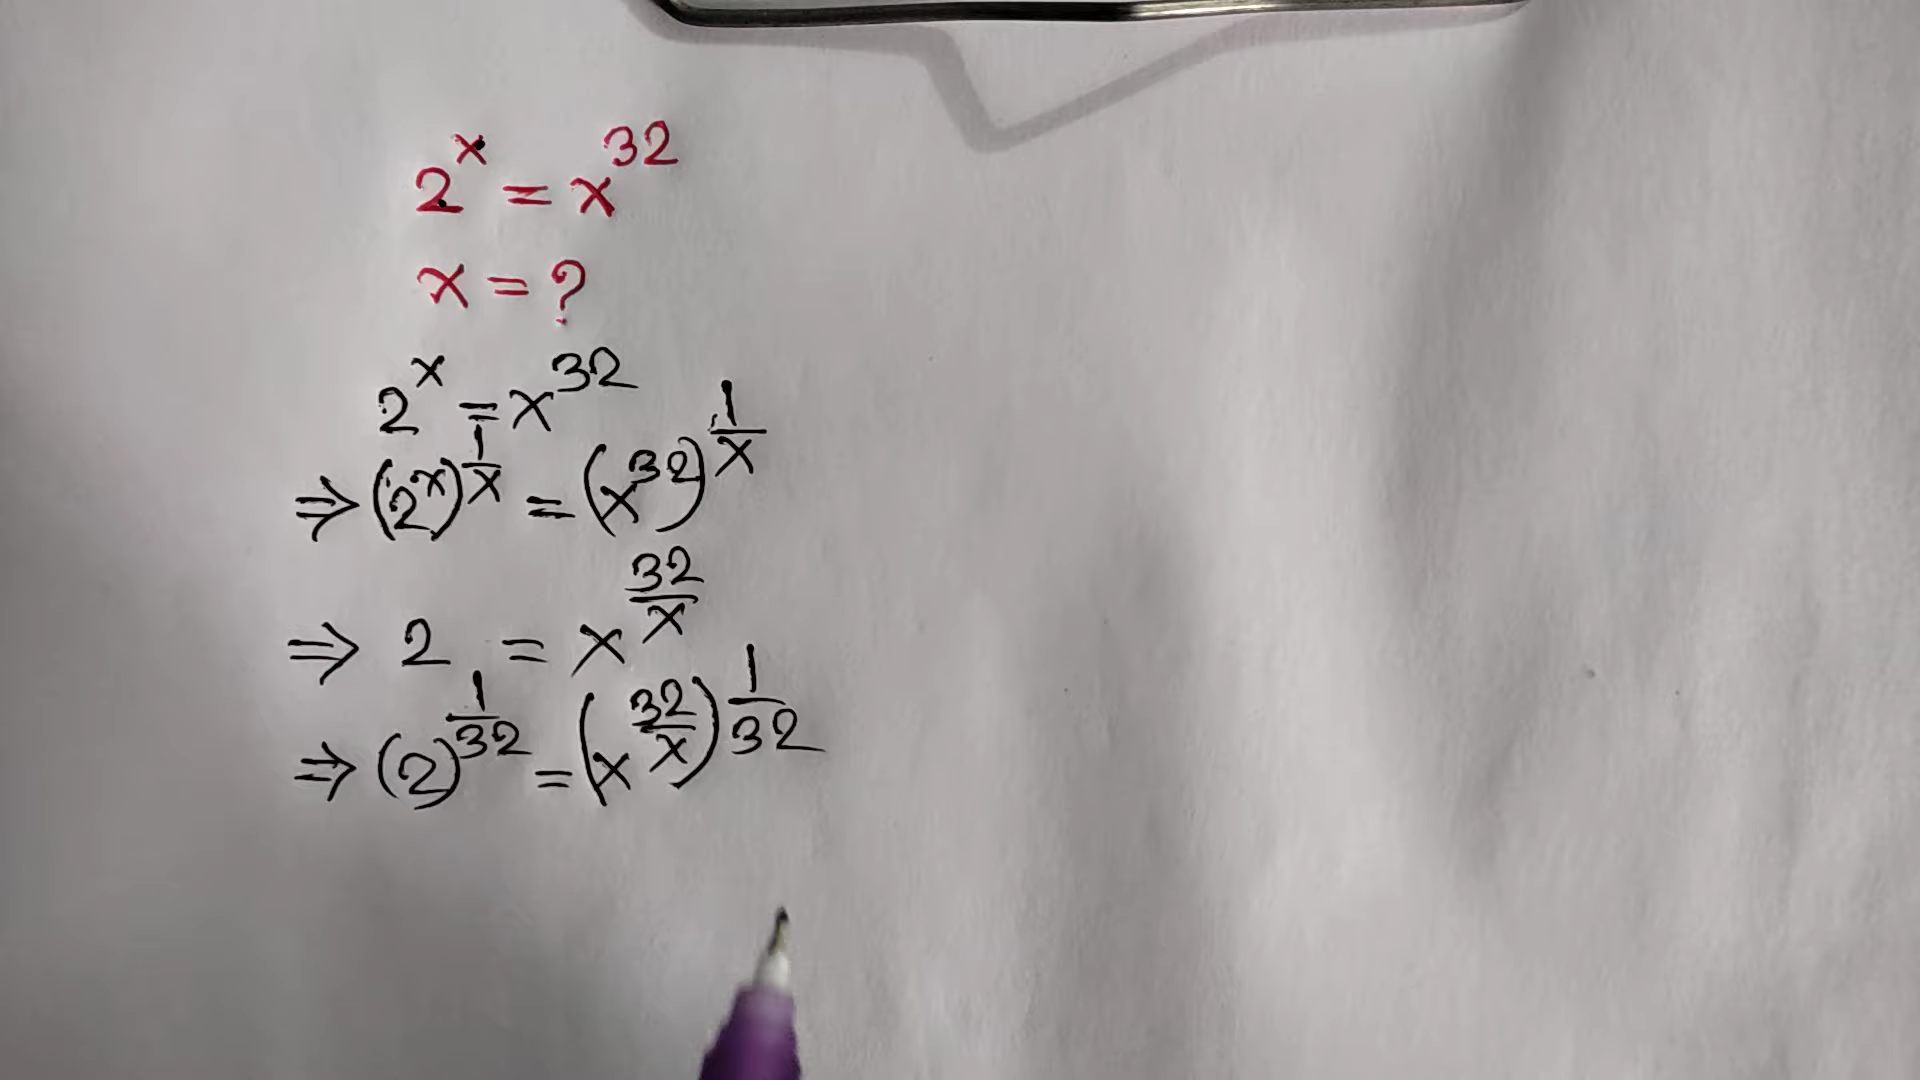 2^x = x^32
x = ?
2^x = x^32
⇒ (2^x)^(1/x) = (x^32)^(1/x)
⇒ 2 = x^(32/x)
⇒ (2)^(1/32) = (x^(32/x))^(1/32)